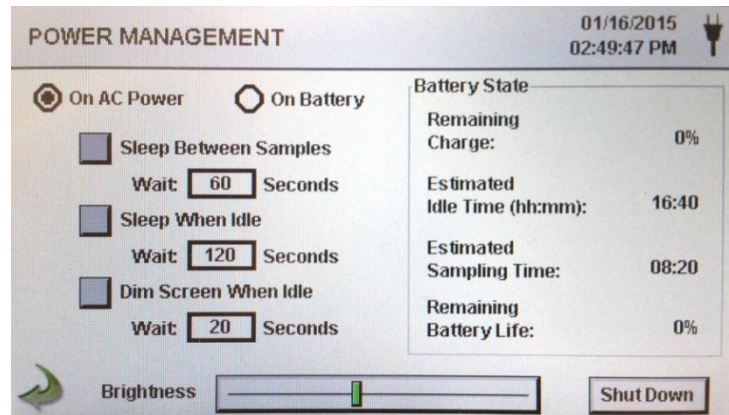 POWER MANAGEMENT
01/16/2015
02:49:47 PM
On AC Power
On Battery
Sleep Between Samples
Wait: 60 Seconds
Sleep When Idle
Wait: 120 Seconds
Dim Screen When Idle
Wait: 20 Seconds
Battery State
Remaining
Charge: 0%
Estimated
Idle Time (hh:mm): 16:40
Estimated
Sampling Time: 08:20
Remaining
Battery Life: 0%
Brightness
Shut Down